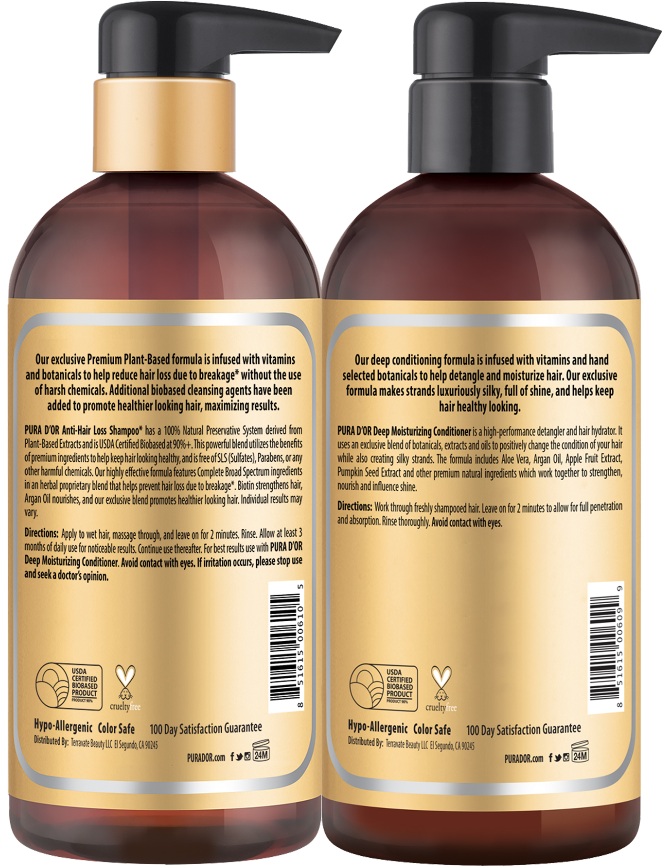 Our exclusive Premium Plant-Based formula is infused with vitamins
and botanicals to help reduce hair loss due to breakage* without the use
of harsh chemicals. Additional biobased cleansing agents have been
added to promote healthier looking hair, maximizing results.
PURA D'OR Anti-Hair Loss Shampoo* has a 100% Natural Preservative System derived from
Plant-Based Extracts and is USDA Certified Biobased at 90%+. This powerful blend utilizes the benefits
of premium ingredients to help keep hair looking healthy, and is free of SLS (Sulfates), Parabens, or any
other harmful chemicals. Our highly effective formula features Complete Broad Spectrum ingredients
in an herbal proprietary blend that helps prevent hair loss due to breakage*. Biotin strengthens hair,
Argan Oil nourishes, and our exclusive blend promotes healthier looking hair. Individual results may
vary.
Directions: Apply to wet hair, massage through, and leave on for 2 minutes. Rinse. Allow at least 3
months of daily use for noticeable results. Continue use thereafter. For best results use with PURA D'OR
Deep Moisturizing Conditioner. Avoid contact with eyes. If irritation occurs, please stop use
and seek a doctor's opinion.
8 51615 00610 5
USDA
CERTIFIED
BIOBASED
PRODUCT
crueltyfree
Hypo-Allergenic Color Safe 100 Day Satisfaction Guarantee
Distributed By: Terravate Beauty LLC El Segundo, CA 90245
PURADOR.com
24M
Our deep conditioning formula is infused with vitamins and hand
selected botanicals to help detangle and moisturize hair. Our exclusive
formula makes strands luxuriously silky, full of shine, and helps keep
hair healthy looking.
PURA D'OR Deep Moisturizing Conditioner is a high-performance detangler and hair hydrator. It
uses an exclusive blend of botanicals, extracts and oils to positively change the condition of your hair
while also creating silky strands. The formula includes Aloe Vera, Argan Oil, Apple Fruit Extract,
Pumpkin Seed Extract and other premium natural ingredients which work together to strengthen,
nourish and influence shine.
Directions: Work through freshly shampooed hair. Leave on for 2 minutes to allow for full penetration
and absorption. Rinse thoroughly. Avoid contact with eyes.
8 51615 00609 9
USDA
CERTIFIED
BIOBASED
PRODUCT
crueltyfree
Hypo-Allergenic Color Safe 100 Day Satisfaction Guarantee
Distributed By: Terravate Beauty LLC El Segundo, CA 90245
PURADOR.com
24M